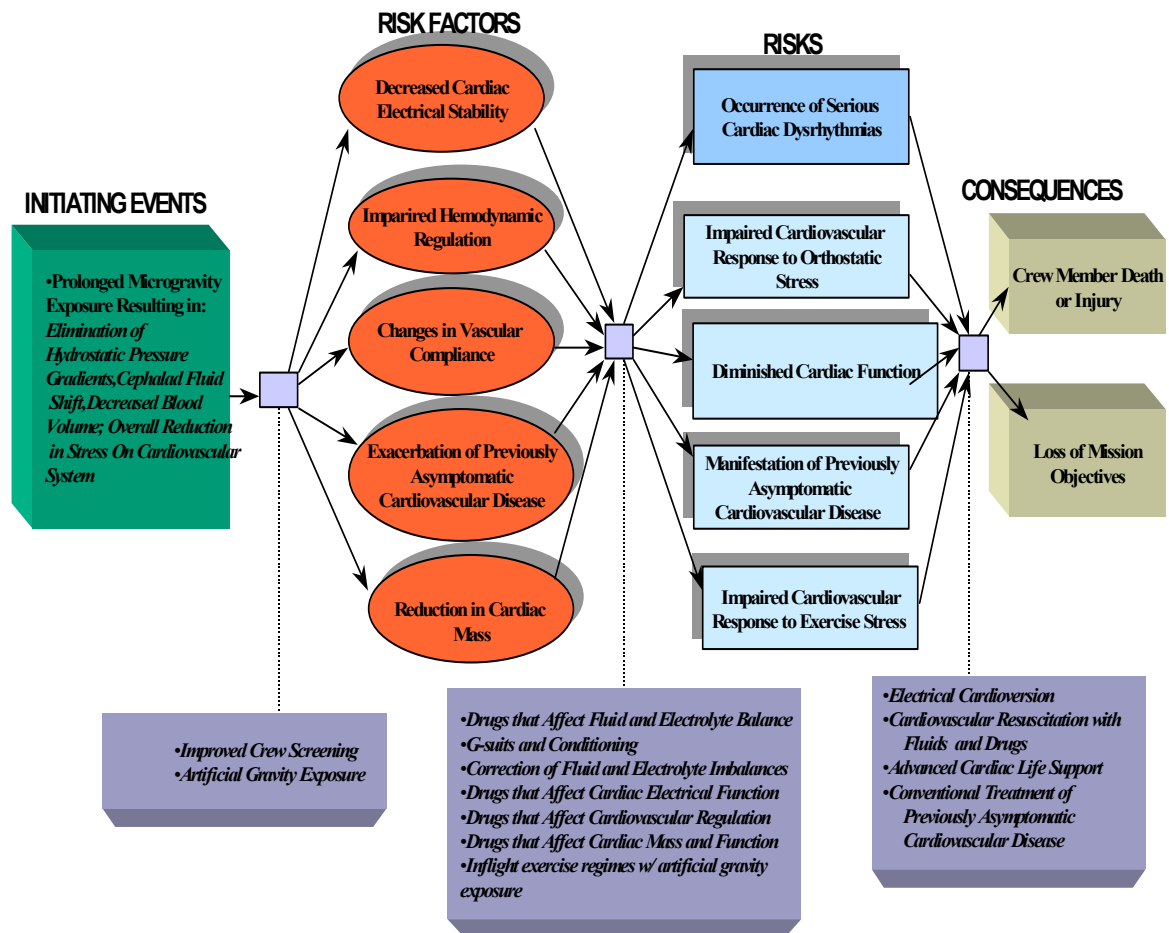 RISK FACTORS
RISKS
INITIATING EVENTS
CONSEQUENCES
•Prolonged Microgravity
Exposure Resulting in:
Elimination of
Hydrostatic Pressure
Gradients,Cephalad Fluid
Shift,Decreased Blood
Volume; Overall Reduction
in Stress On Cardiovascular
System
Decreased Cardiac
Electrical Stability
Imparired Hemodynamic
Regulation
Changes in Vascular
Compliance
Exacerbation of Previously
Asymptomatic
Cardiovascular Disease
Reduction in Cardiac
Mass
Occurrence of Serious
Cardiac Dysrhythmias
Impaired Cardiovascular
Response to Orthostatic
Stress
Diminished Cardiac Function
Manifestation of Previously
Asymptomatic
Cardiovascular Disease
Impaired Cardiovascular
Response to Exercise Stress
Crew Member Death
or Injury
Loss of Mission
Objectives
•Improved Crew Screening
•Artificial Gravity Exposure
•Drugs that Affect Fluid and Electrolyte Balance
•G-suits and Conditioning
•Correction of Fluid and Electrolyte Imbalances
•Drugs that Affect Cardiac Electrical Function
•Drugs that Affect Cardiovascular Regulation
•Drugs that Affect Cardiac Mass and Function
•Inflight exercise regimes w/ artificial gravity
exposure
•Electrical Cardioversion
•Cardiovascular Resuscitation with
Fluids and Drugs
•Advanced Cardiac Life Support
•Conventional Treatment of
Previously Asymptomatic
Cardiovascular Disease